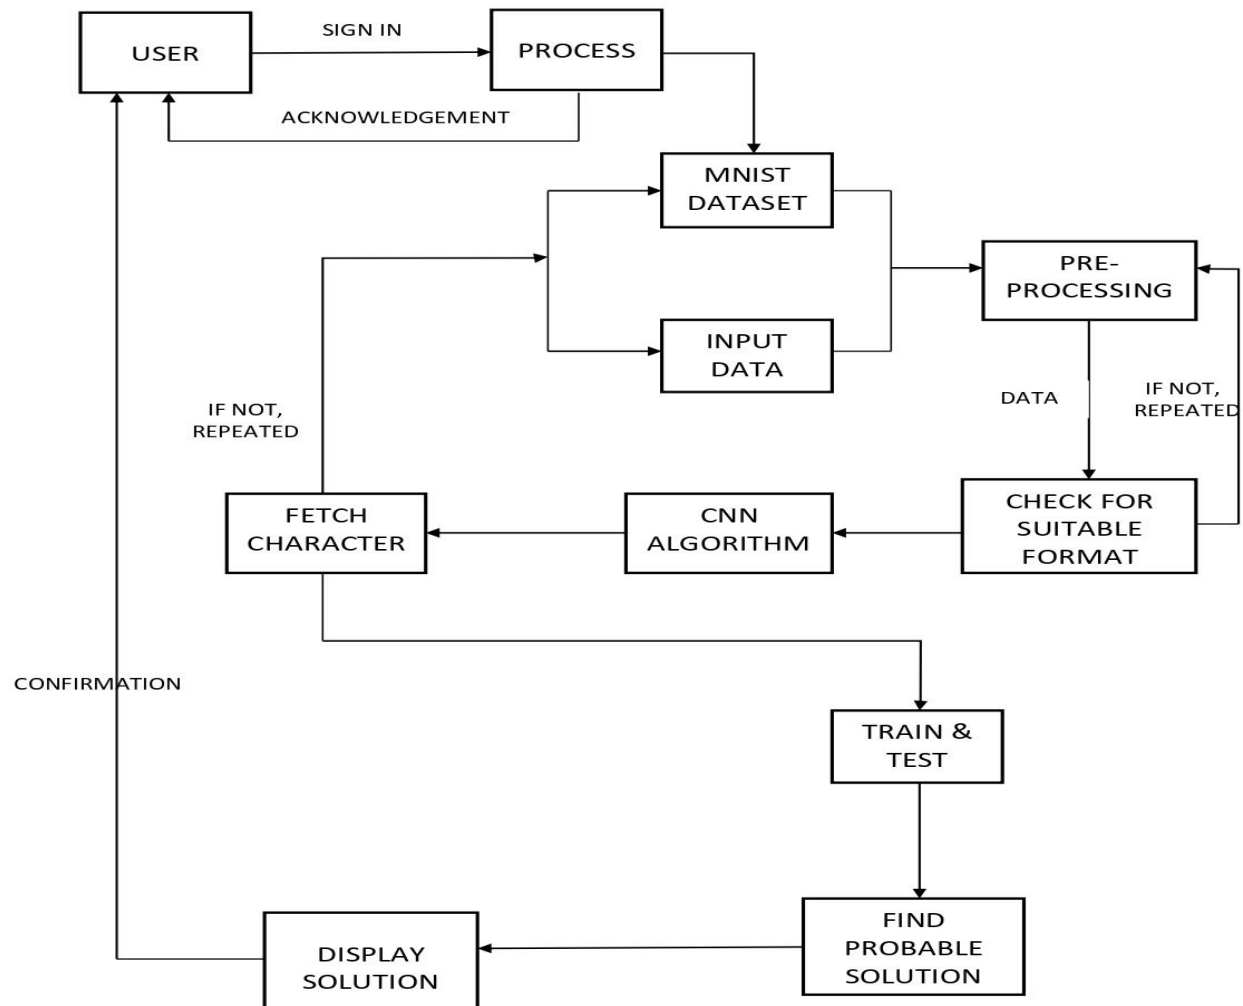 USER
SIGN IN
PROCESS
ACKNOWLEDGEMENT
MNIST
DATASET
PRE-
PROCESSING
INPUT
DATA
DATA
IF NOT,
REPEATED
IF NOT,
REPEATED
FETCH
CHARACTER
CNN
ALGORITHM
CHECK FOR
SUITABLE
FORMAT
CONFIRMATION
TRAIN &
TEST
FIND
PROBABLE
SOLUTION
DISPLAY
SOLUTION